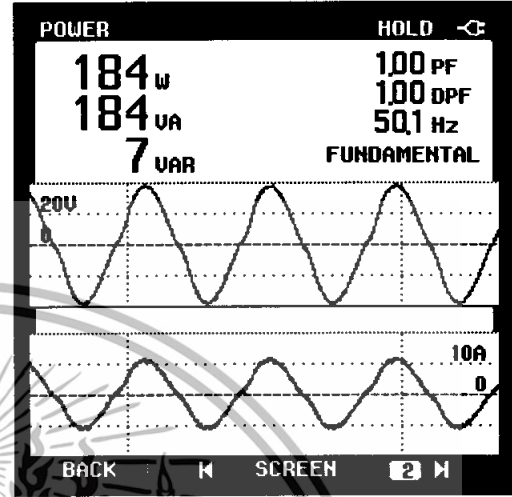 POWER HOLD
184 W 1,00 PF
184 VA 1,00 DPF
7 VAR 50,1 Hz
FUNDAMENTAL
20V
0
10A
0
BACK SCREEN 2